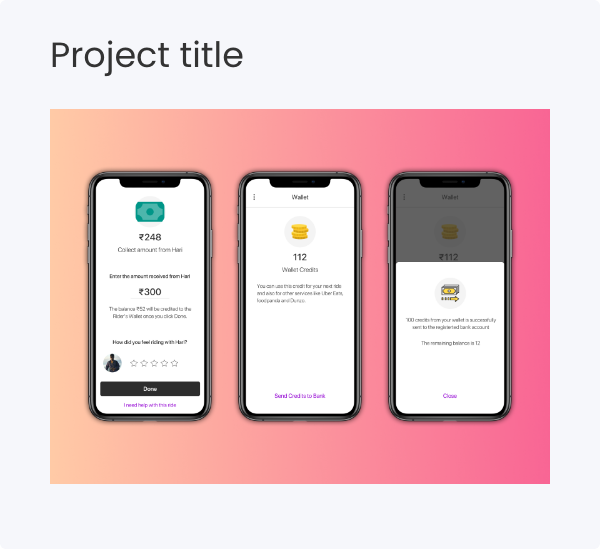 Project title
₹248
Collect amount from Hari
Enter the amount received from Hari
₹300
The balance ₹52 will be credited to the
Rider's Wallet once you click Done.
How did you feel riding with Hari?
Done
I need help with this ride
Wallet
112
Wallet Credits
You can use this credit for your next ride
and also for other services like Uber Eats,
foodpanda and Dunzo.
Send Credits to Bank
Wallet
₹112
100 credits from your wallet is successfully
sent to the registered bank account
The remaining balance is 12
Close